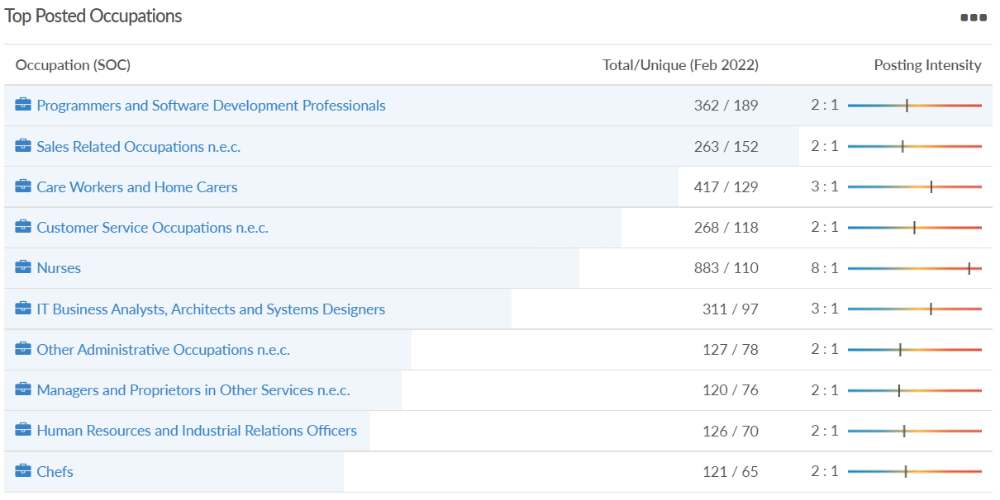 Top Posted Occupations
Occupation (SOC) Total/Unique (Feb 2022) Posting Intensity
Programmers and Software Development Professionals 362 / 189 2 : 1
Sales Related Occupations n.e.c. 263 / 152 2 : 1
Care Workers and Home Carers 417 / 129 3 : 1
Customer Service Occupations n.e.c. 268 / 118 2 : 1
Nurses 883 / 110 8 : 1
IT Business Analysts, Architects and Systems Designers 311 / 97 3 : 1
Other Administrative Occupations n.e.c. 127 / 78 2 : 1
Managers and Proprietors in Other Services n.e.c. 120 / 76 2 : 1
Human Resources and Industrial Relations Officers 126 / 70 2 : 1
Chefs 121 / 65 2 : 1